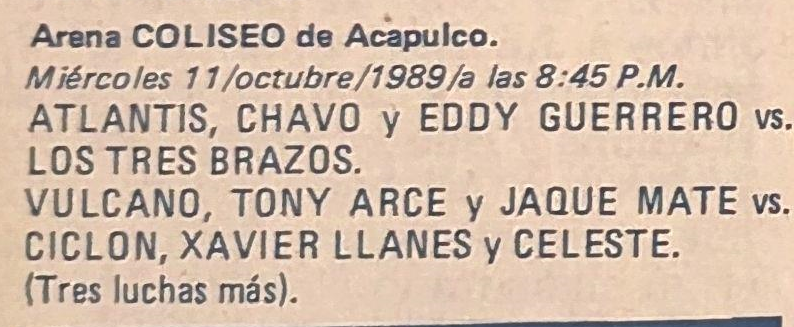 Arena COLISEO de Acapulco.
Miércoles 11/octubre/1989/a las 8:45 P.M.
ATLANTIS, CHAVO y EDDY GUERRERO vs.
LOS TRES BRAZOS.
VULCANO, TONY ARCE y JAQUE MATE vs.
CICLON, XAVIER LLANES y CELESTE.
(Tres luchas más).